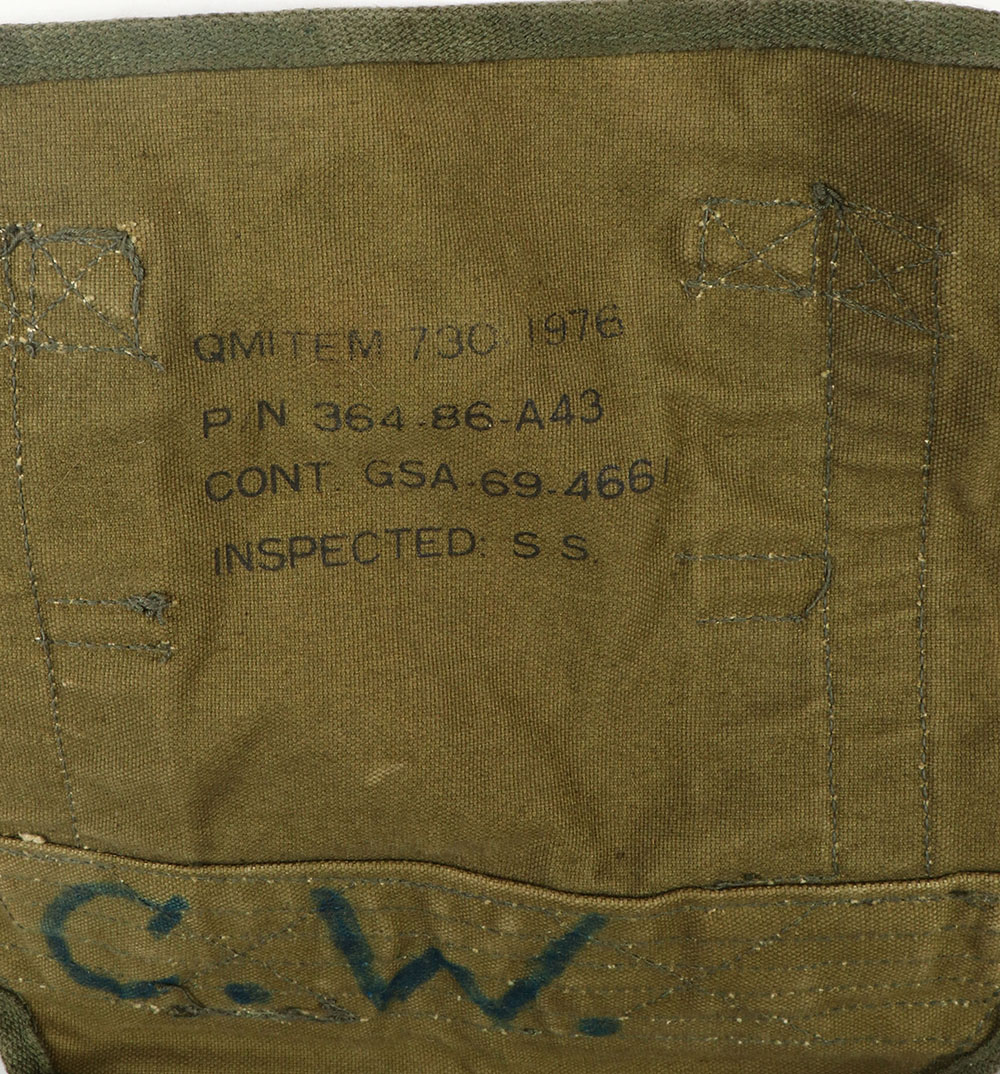 QMITEM 730 1976
P/N 364-86-A43
CONT. GSA-69-4661
INSPECTED: S S.
C.W.